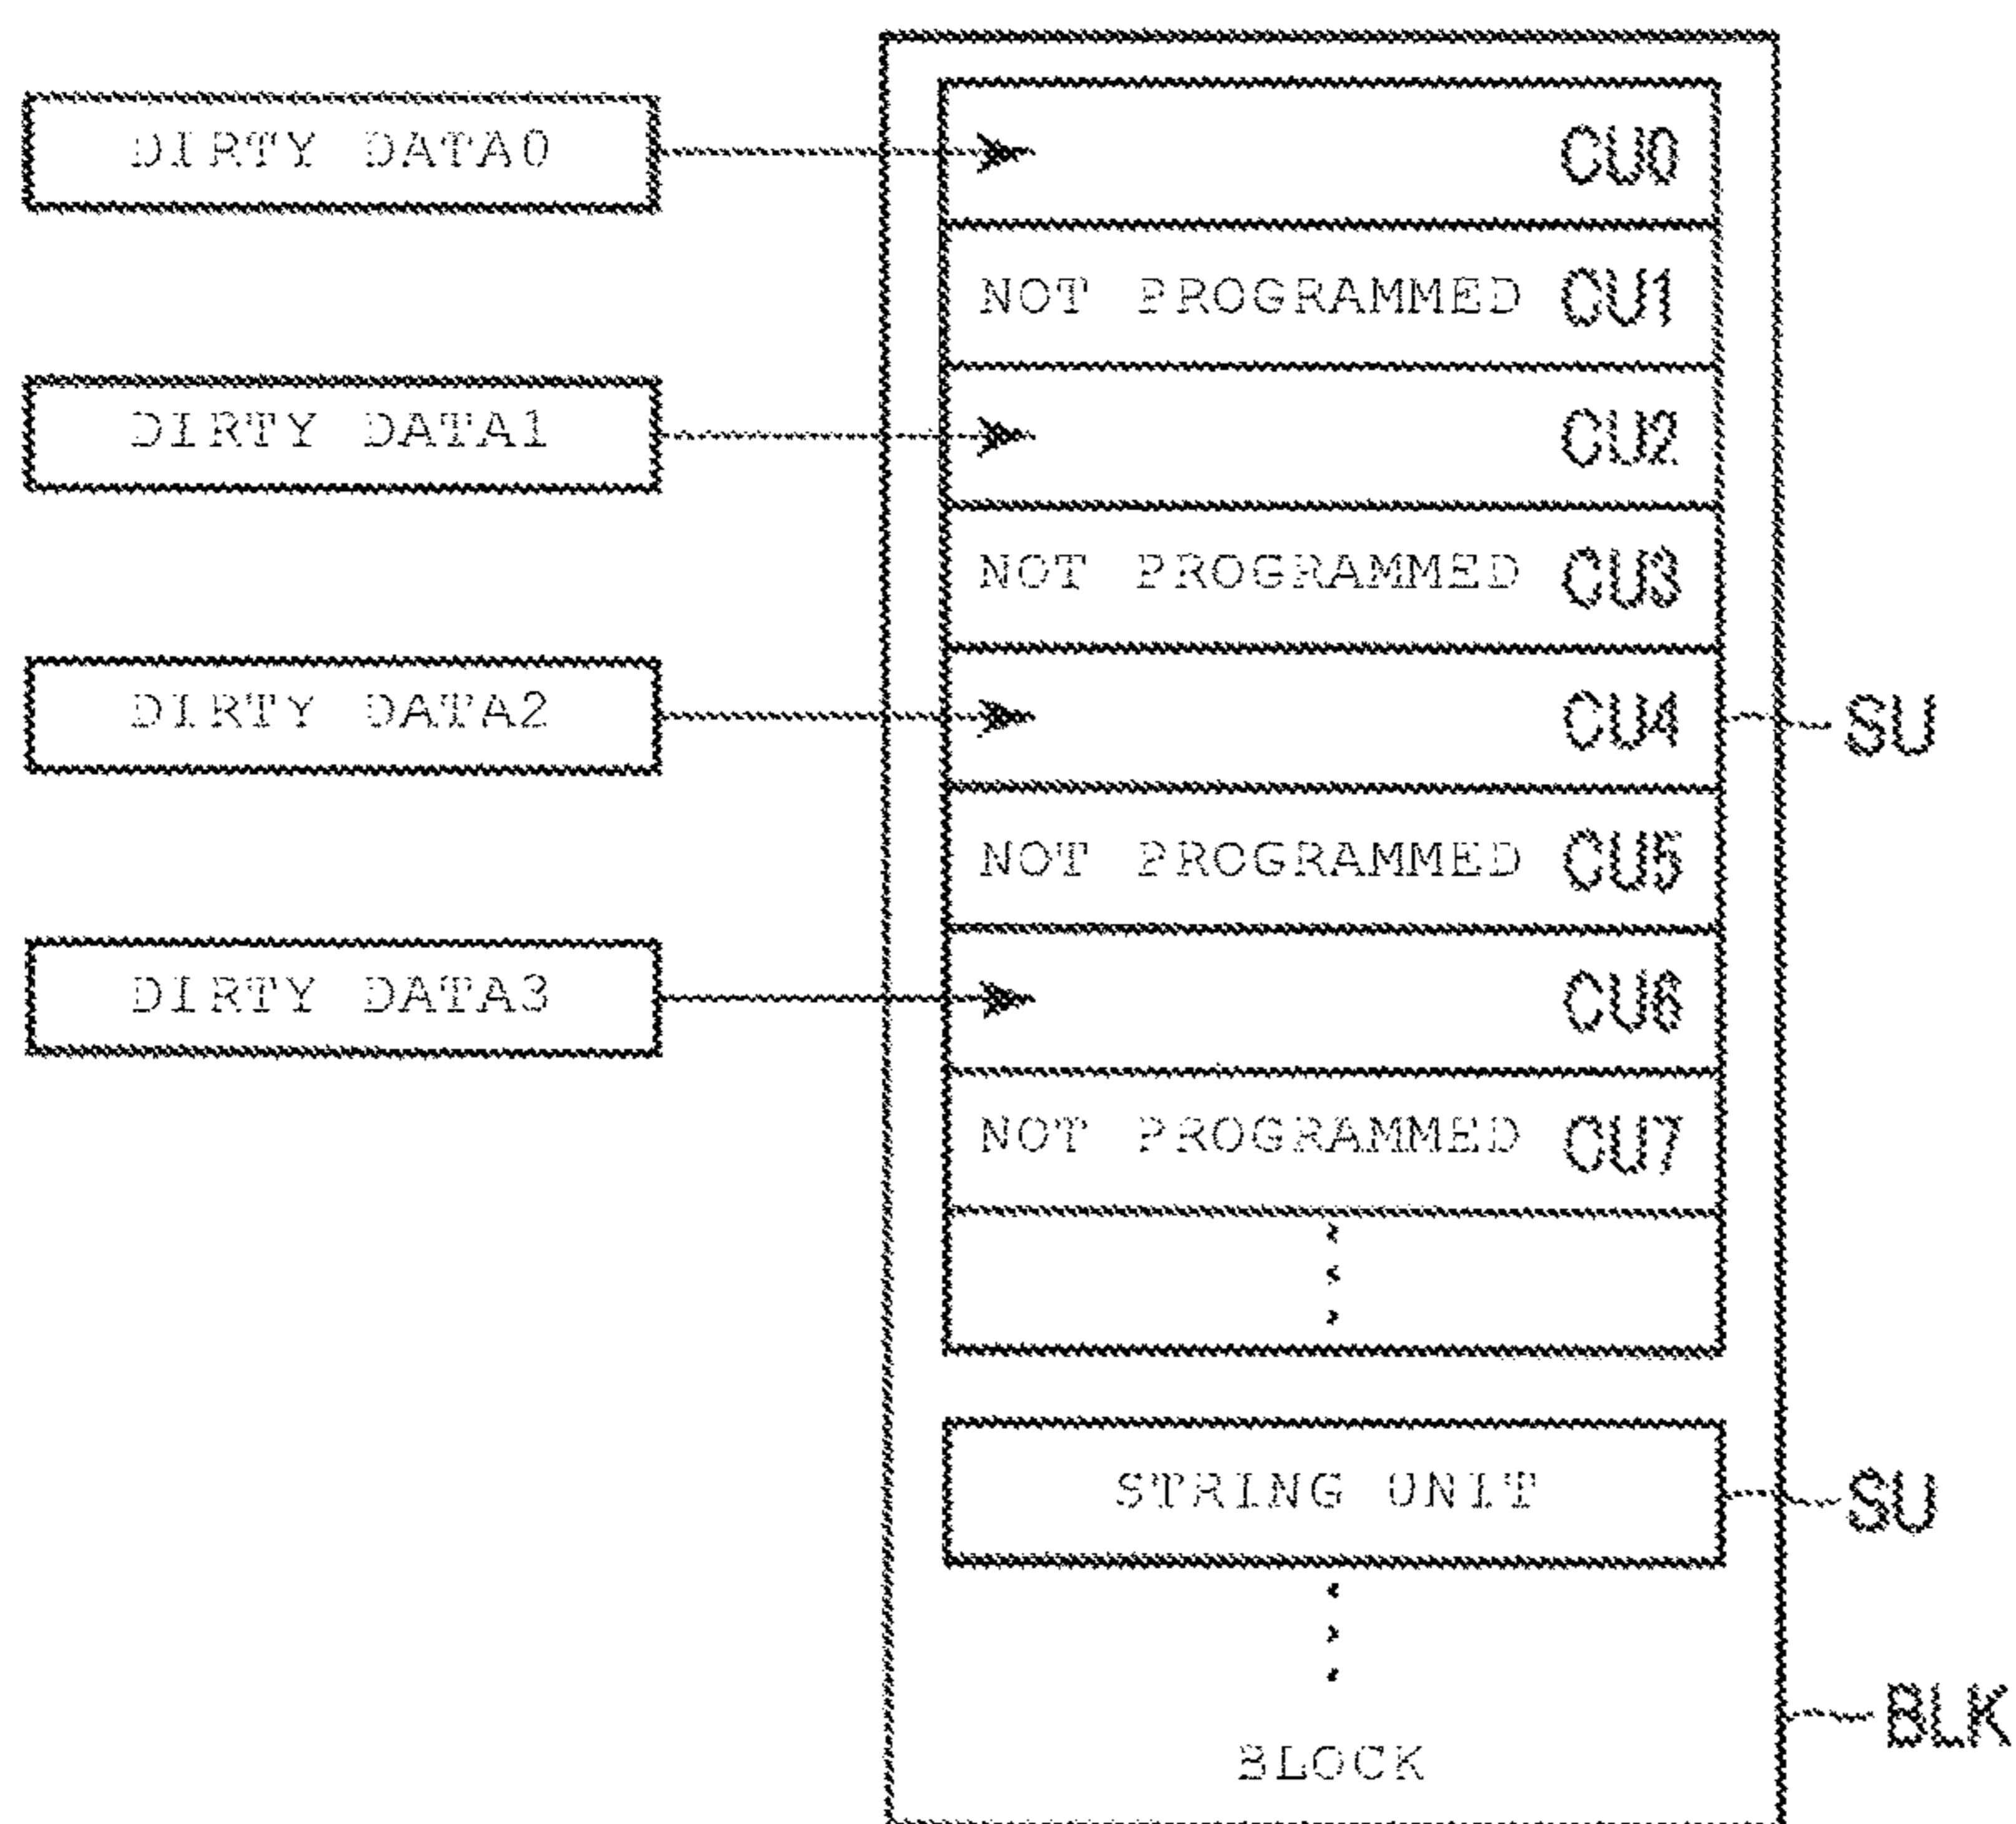 DIRTY DATA0 CU0
NOT PROGRAMMED CU1
DIRTY DATA1 CU2
NOT PROGRAMMED CU3
DIRTY DATA2 CU4 SU
NOT PROGRAMMED CU5
DIRTY DATA3 CU6
NOT PROGRAMMED CU7
STRING UNIT SU
BLK
BLOCK